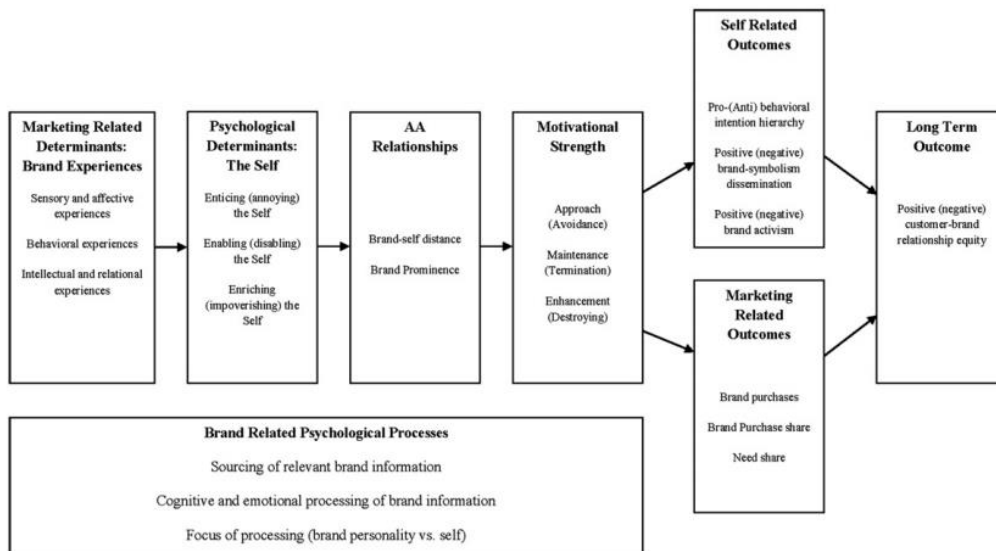 Marketing Related
Determinants:
Brand Experiences
Sensory and affective
experiences
Behavioral experiences
Intellectual and relational
experiences
Psychological
Determinants:
The Self
Enticing (annoying)
the Self
Enabling (disabling)
the Self
Enriching
(impoverishing) the
Self
AA
Relationships
Brand-self distance
Brand Prominence
Motivational
Strength
Approach
(Avoidance)
Maintenance
(Termination)
Enhancement
(Destroying)
Self Related
Outcomes
Pro-(Anti) behavioral
intention hierarchy
Positive (negative)
brand-symbolism
dissemination
Positive (negative)
brand activism
Marketing
Related
Outcomes
Brand purchases
Brand Purchase share
Need share
Long Term
Outcome
Positive (negative)
customer-brand
relationship equity
Brand Related Psychological Processes
Sourcing of relevant brand information
Cognitive and emotional processing of brand information
Focus of processing (brand personality vs. self)